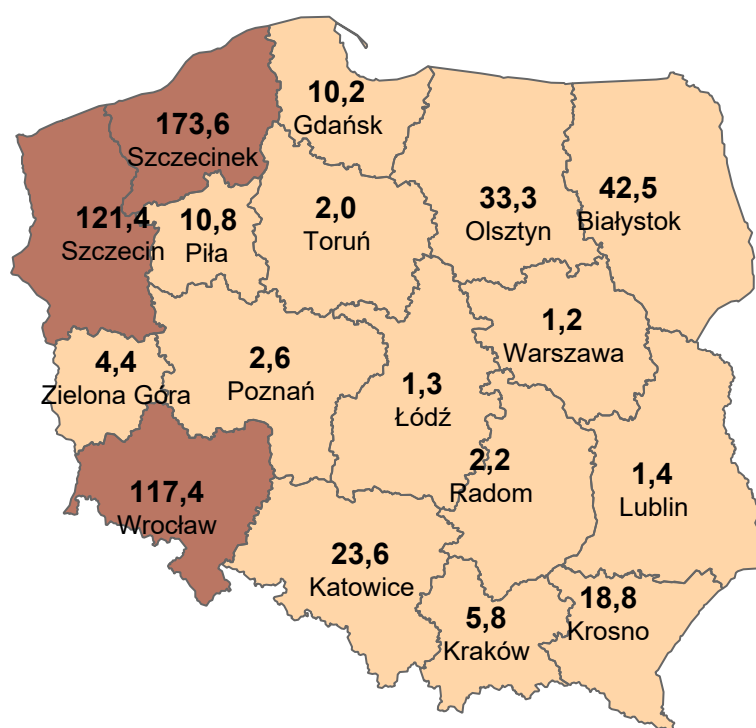 10,2
Gdańsk
173,6
Szczecinek
33,3
Olsztyn
42,5
Białystok
121,4
Szczecin
10,8
Piła
2,0
Toruń
1,2
Warszawa
4,4
Zielona Góra
2,6
Poznań
1,3
Łódź
2,2
Radom
1,4
Lublin
117,4
Wrocław
23,6
Katowice
5,8
Kraków
18,8
Krosno